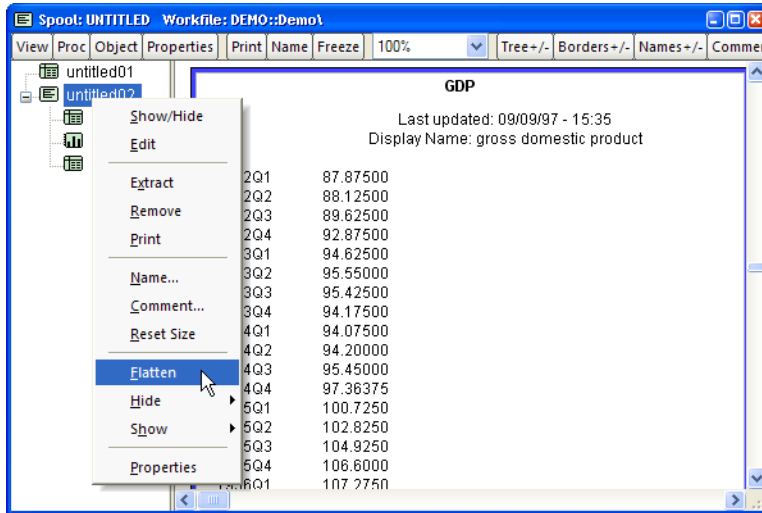 Spool: UNTITLED Workfile: DEMO::Demo\
View Proc Object Properties Print Name Freeze 100% Tree+/- Borders+/- Names+/-
untitled01
untitled02
GDP
Last updated: 09/09/97 - 15:35
Display Name: gross domestic product
Show/Hide
Edit
Extract
Remove
Print
Name...
Comment...
Reset Size
Flatten
Hide
Show
Properties
2Q1 87.87500
2Q2 88.12500
2Q3 89.62500
2Q4 92.87500
3Q1 94.62500
3Q2 95.55000
3Q3 95.42500
3Q4 94.17500
4Q1 94.07500
4Q2 94.20000
4Q3 95.45000
4Q4 97.36375
5Q1 100.7250
5Q2 102.8250
5Q3 104.9250
5Q4 106.6000
1956Q1 107.2750